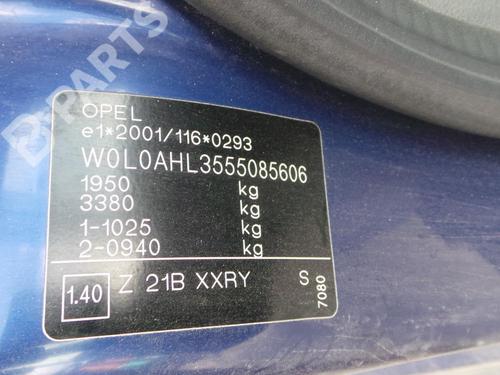 B-PARTS
OPEL
e1*2001/116*0293
W0L0AHL3555085606
1950 kg
3380 kg
1-1025 kg
2-0940 kg
1.40 Z 21B XXRY S
7080